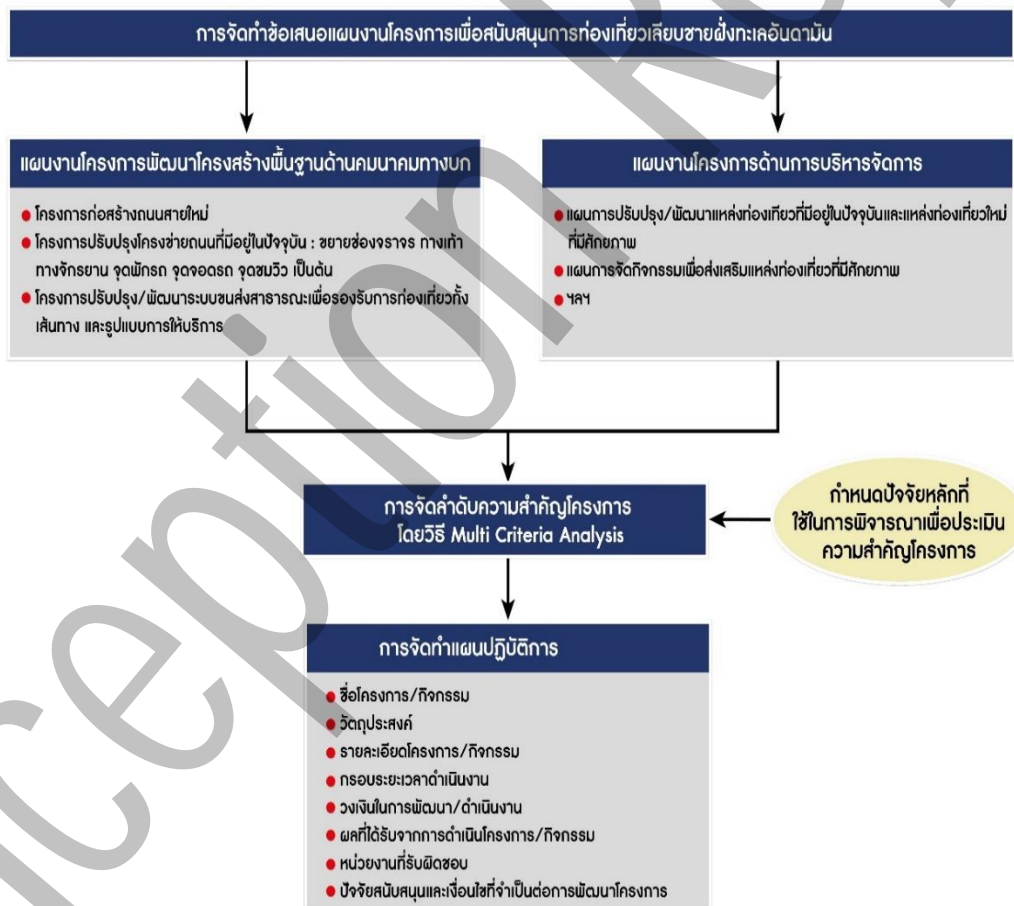 การจัดทำข้อเสนอแผนงานโครงการเพื่อสนับสนุนการท่องเที่ยวเลียบชายฝั่งทะเลอันดามัน
แผนงานโครงการพัฒนาโครงสร้างพื้นฐานด้านคมนาคมทางบก
● โครงการก่อสร้างถนนสายใหม่
● โครงการปรับปรุงโครงข่ายถนนที่มีอยู่ในปัจจุบัน : ขยายช่องจราจร ทางเท้า
ทางจักรยาน จุดพักรถ จุดจอดรถ จุดชมวิว เป็นต้น
● โครงการปรับปรุง/พัฒนาระบบขนส่งสาธารณะเพื่อรองรับการท่องเที่ยวทั้ง
เส้นทาง และรูปแบบการให้บริการ
แผนงานโครงการด้านการบริหารจัดการ
● แผนการปรับปรุง/พัฒนาแหล่งท่องเที่ยวที่มีอยู่ในปัจจุบันและแหล่งท่องเที่ยวใหม่
ที่มีศักยภาพ
● แผนการจัดกิจกรรมเพื่อส่งเสริมแหล่งท่องเที่ยวที่มีศักยภาพ
● ฯลฯ
การจัดลำดับความสำคัญโครงการ
โดยวิธี Multi Criteria Analysis
กำหนดปัจจัยหลักที่
ใช้ในการพิจารณาเพื่อประเมิน
ความสำคัญโครงการ
การจัดทำแผนปฏิบัติการ
● ชื่อโครงการ/กิจกรรม
● วัตถุประสงค์
● รายละเอียดโครงการ/กิจกรรม
● กรอบระยะเวลาดำเนินงาน
● วงเงินในการพัฒนา/ดำเนินงาน
● ผลที่ได้รับจากการดำเนินโครงการ/กิจกรรม
● หน่วยงานที่รับผิดชอบ
● ปัจจัยสนับสนุนและเงื่อนไขที่จำเป็นต่อการพัฒนาโครงการ